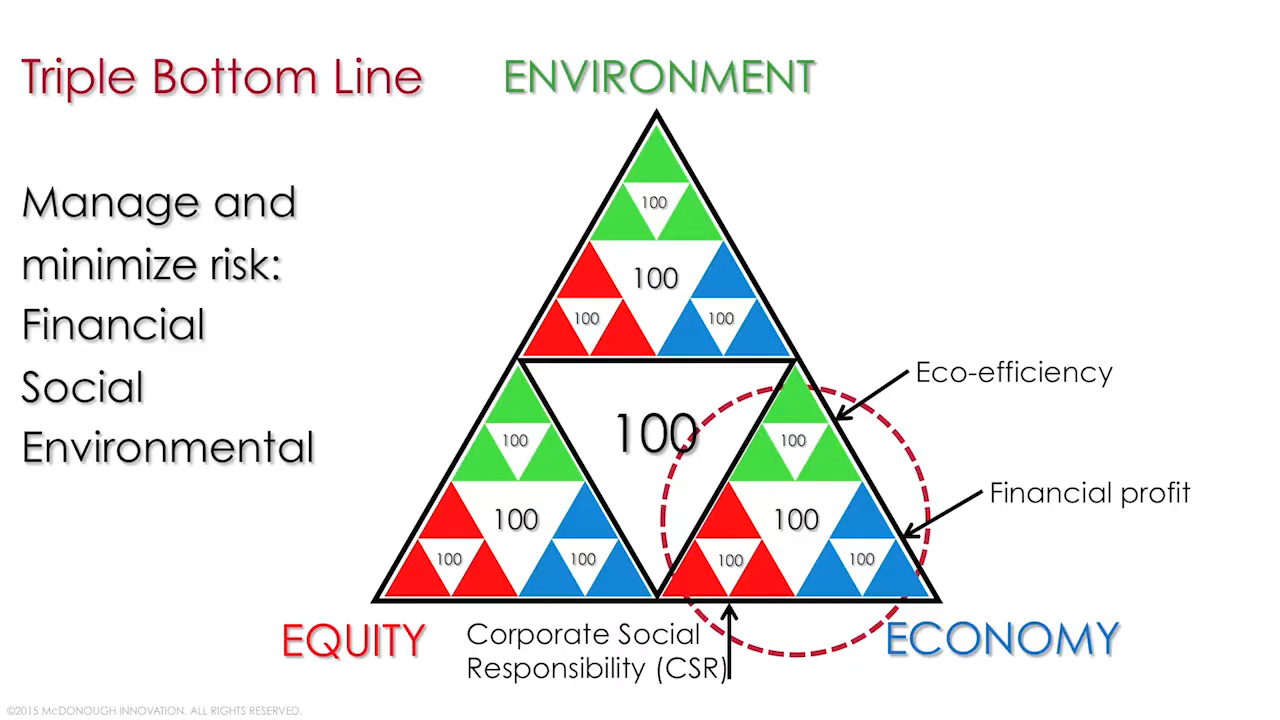 Triple Bottom Line
ENVIRONMENT
Manage and
minimize risk:
Financial
Social
Environmental
100
100
100
100
Eco-efficiency
100
100
100
Financial profit
100
100
100
100
100
100
EQUITY
Corporate Social
Responsibility (CSR)
ECONOMY
©2015 McDONOUGH INNOVATION. ALL RIGHTS RESERVED.